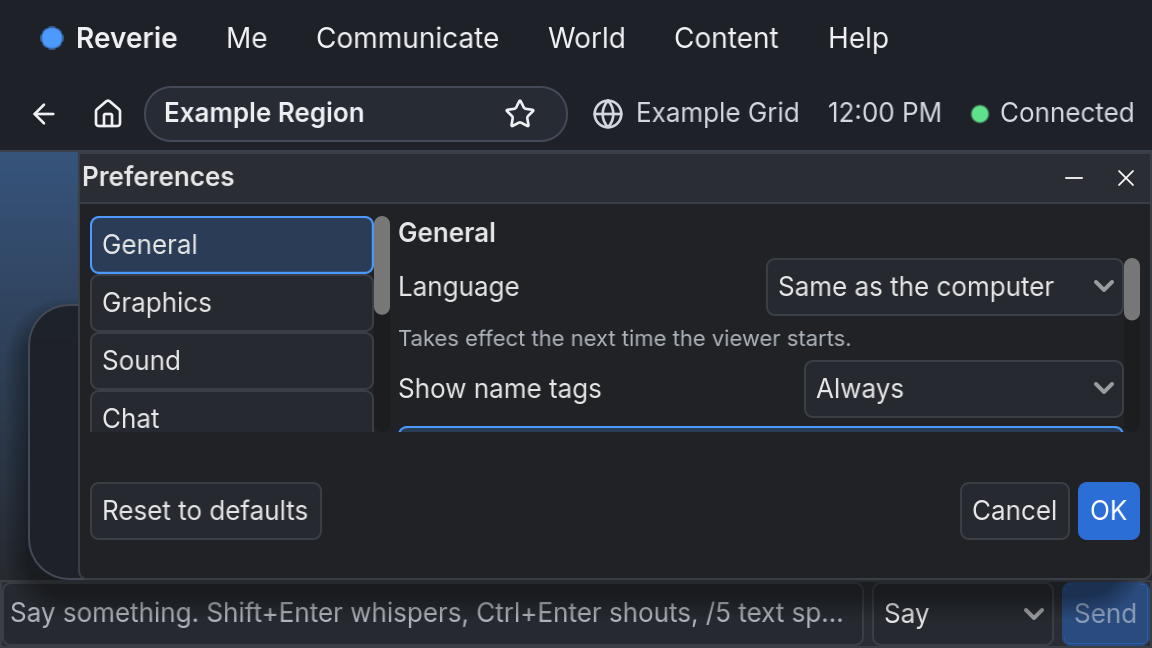 Reverie Me Communicate World Content Help
Example Region Example Grid 12:00 PM Connected
Preferences
General
General
Language Same as the computer
Graphics
Takes effect the next time the viewer starts.
Sound
Show name tags Always
Chat
Reset to defaults Cancel OK
Say something. Shift+Enter whispers, Ctrl+Enter shouts, /5 text sp... Say Send